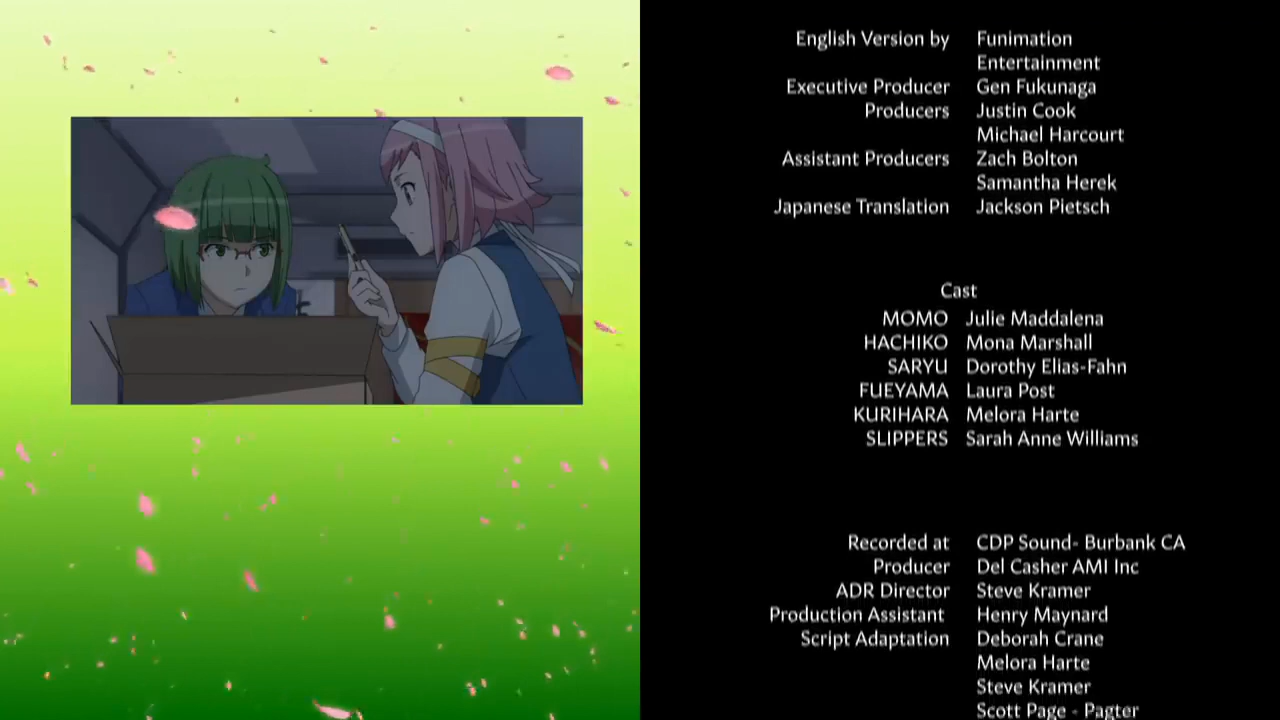 English Version by Funimation
Entertainment
Executive Producer Gen Fukunaga
Producers Justin Cook
Michael Harcourt
Assistant Producers Zach Bolton
Samantha Herek
Japanese Translation Jackson Pietsch
Cast
MOMO Julie Maddalena
HACHIKO Mona Marshall
SARYU Dorothy Elias-Fahn
FUEYAMA Laura Post
KURIHARA Melora Harte
SLIPPERS Sarah Anne Williams
Recorded at CDP Sound- Burbank CA
Producer Del Casher AMI Inc
ADR Director Steve Kramer
Production Assistant Henry Maynard
Script Adaptation Deborah Crane
Melora Harte
Steve Kramer
Scott Page - Pagter